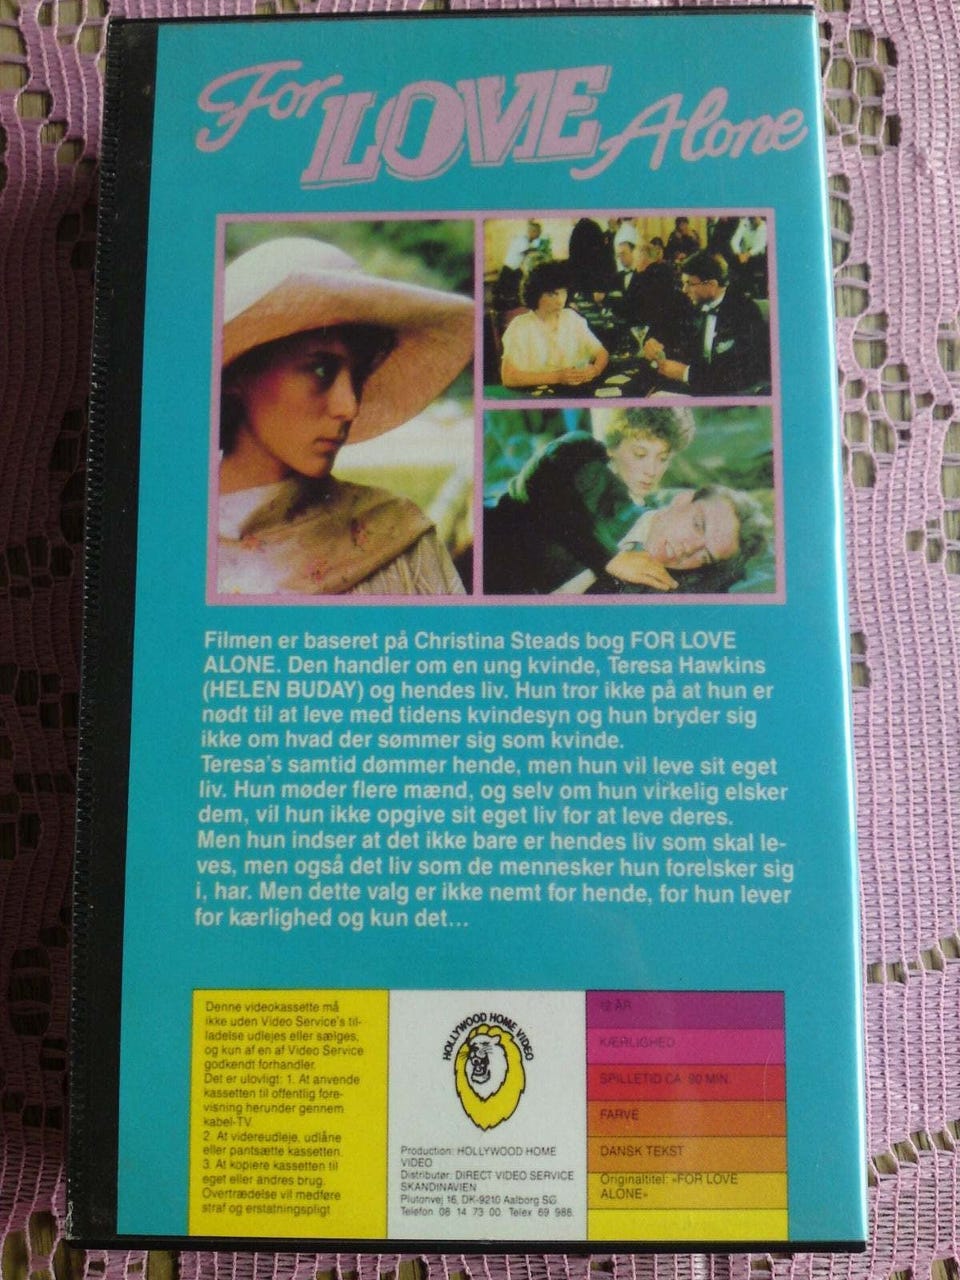 For LOVE Alone
Filmen er baseret på Christina Steads bog FOR LOVE
ALONE. Den handler om en ung kvinde, Teresa Hawkins
(HELEN BUDAY) og hendes liv. Hun tror ikke på at hun er
nødt til at leve med tidens kvindesyn og hun bryder sig
ikke om hvad der sømmer sig som kvinde.
Teresa's samtid dømmer hende, men hun vil leve sit eget
liv. Hun møder flere mænd, og selv om hun virkelig elsker
dem, vil hun ikke opgive sit eget liv for at leve deres.
Men hun indser at det ikke bare er hendes liv som skal le-
ves, men også det liv som de mennesker hun forelsker sig
i, har. Men dette valg er ikke nemt for hende, for hun lever
for kærlighed og kun det...
Denne videokassette må
ikke uden Video Service's til-
ladelse udlejes eller sælges,
og kun af en af Video Service
godkendt forhandler.
Det er ulovligt: 1. At anvende
kassetten til offentlig fore-
visning herunder gennem
kabel-TV.
2. At videreudleje, udlåne
eller pantsætte kassetten.
3. At kopiere kassetten til
eget eller andres brug.
Overtrædelse vil medføre
straf og erstatningspligt
HOLLYWOOD HOME VIDEO
Production: HOLLYWOOD HOME
VIDEO
Distributør: DIRECT VIDEO SERVICE
SKANDINAVIEN
Plutonvej 16, DK-9210 Aalborg SØ
Telefon 08 14 73 00 Telex 69 988
12 ÅR
KÆRLIGHED
SPILLETID CA. 90 MIN.
FARVE
DANSK TEKST
Originaltitel: »FOR LOVE
ALONE«